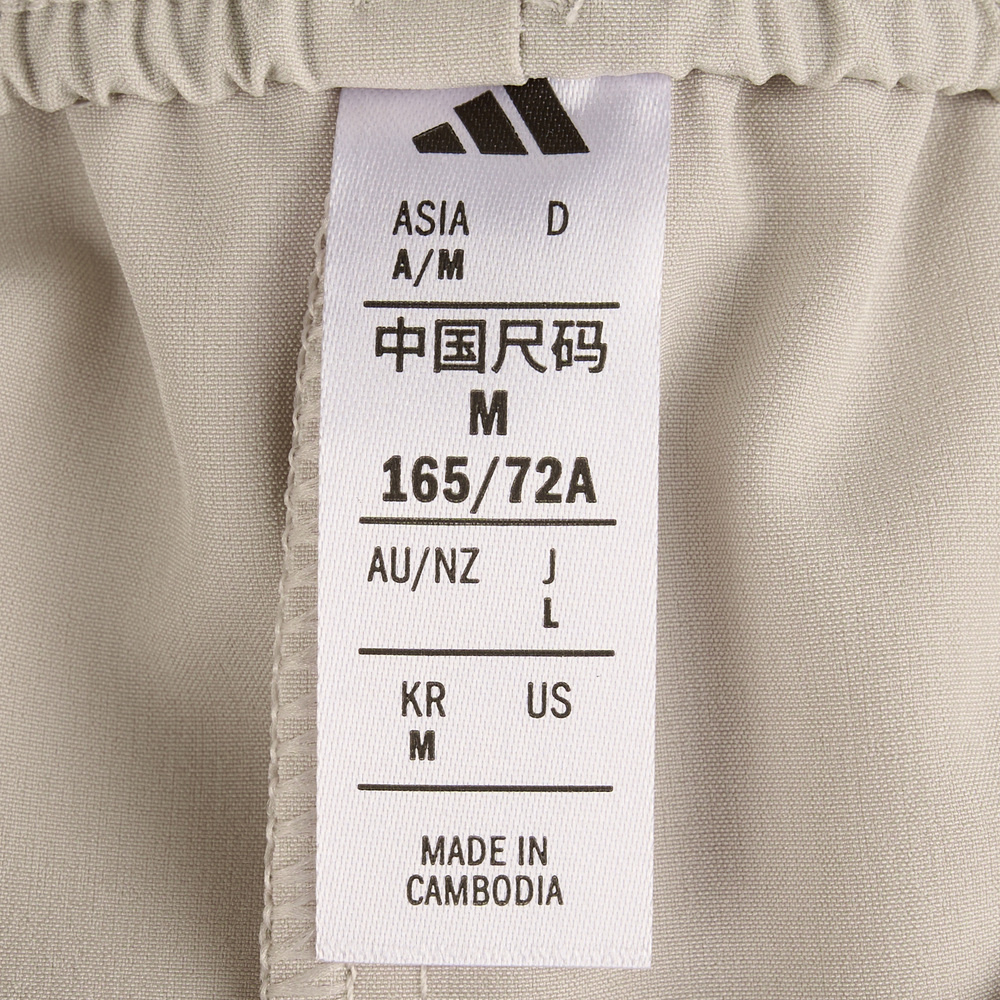 ASIA D
A/M
中国尺码
M
165/72A
AU/NZ J
L
KR US
M
MADE IN
CAMBODIA